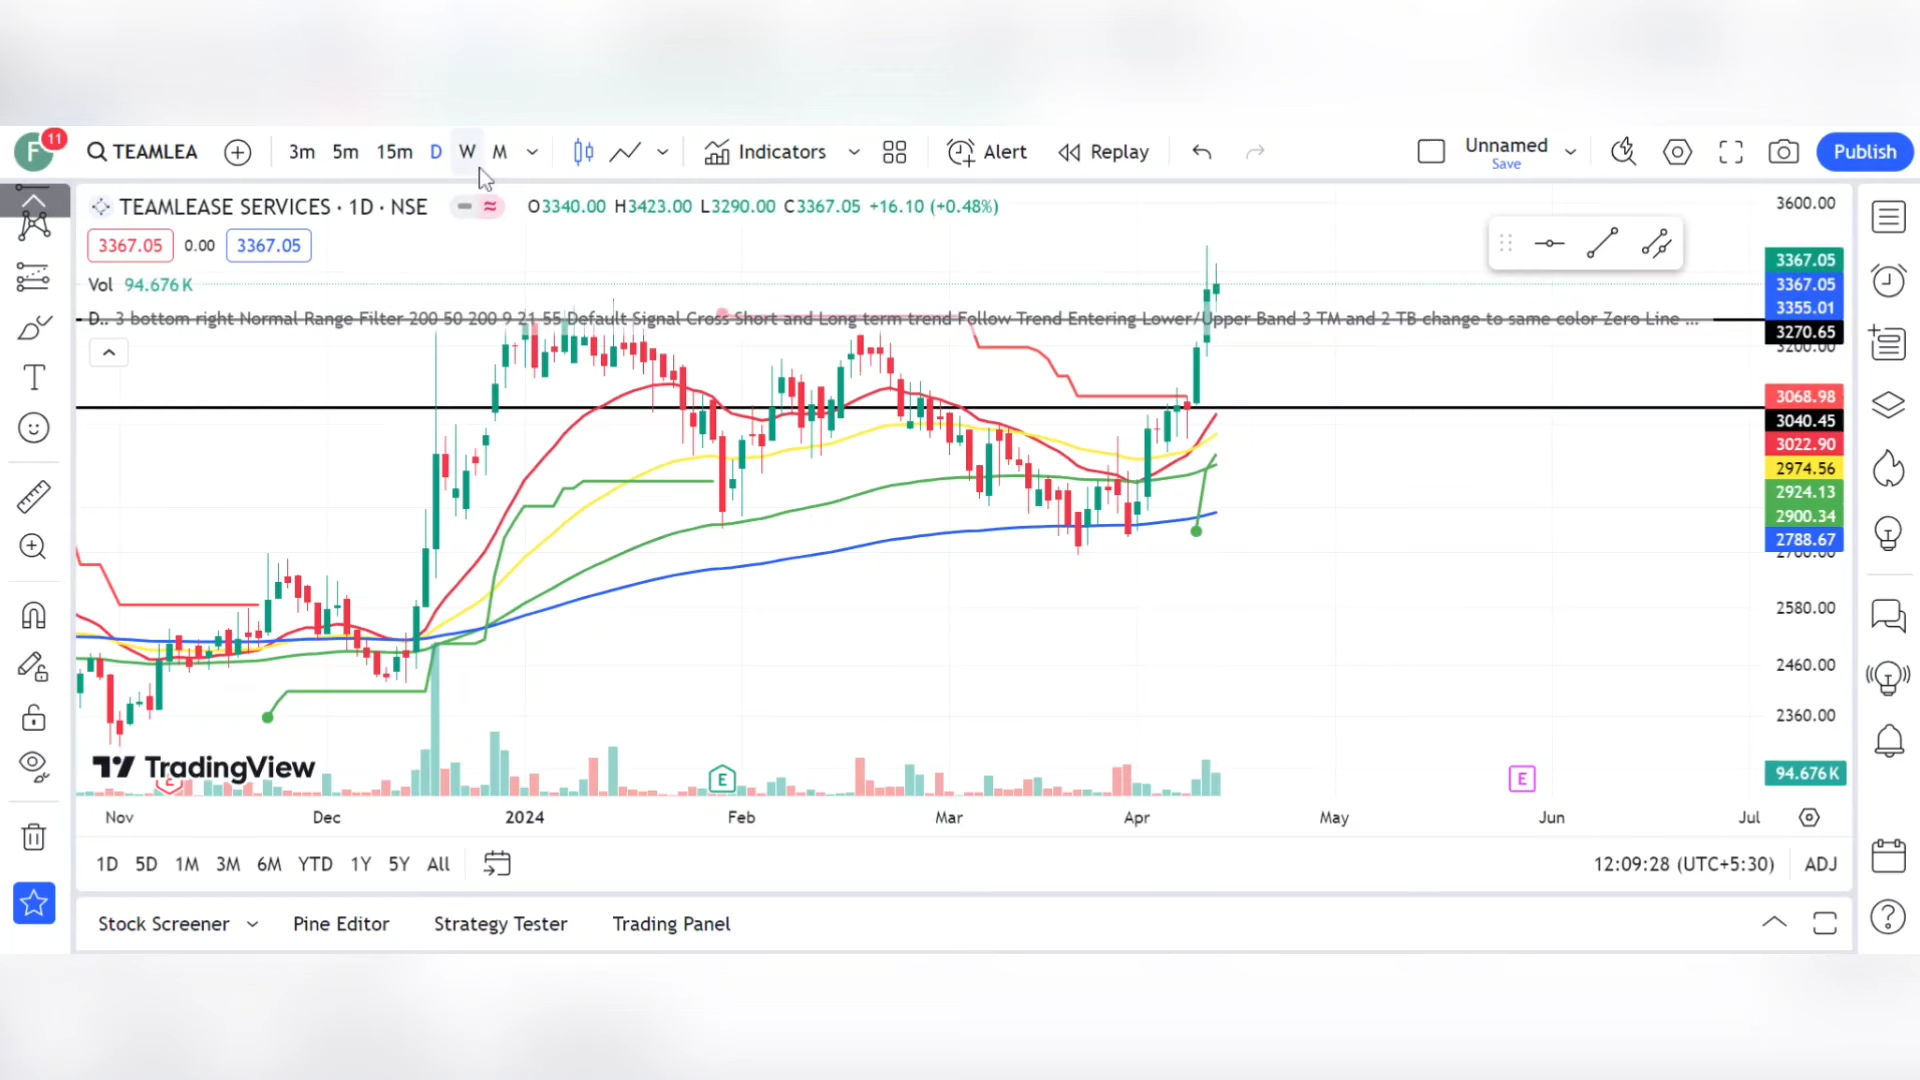 F 11 TEAMLEA 3m 5m 15m D W M Indicators Alert Replay Unnamed Save Publish
TEAMLEASE SERVICES · 1D · NSE O3340.00 H3423.00 L3290.00 C3367.05 +16.10 (+0.48%)
3367.05 0.00 3367.05
Vol 94.676K
D.. 3 bottom right Normal Range Filter 200 50 200 9 21 55 Default Signal Cross Short and Long term trend Follow Trend Entering Lower/Upper Band 3 TM and 2 TB change to same color Zero Line ...
3600.00
3367.05
3367.05
3355.01
3270.65
3200.00
3068.98
3040.45
3022.90
2974.56
2924.13
2900.34
2788.67
2700.00
2580.00
2460.00
2360.00
94.676K
TradingView
E E E
Nov Dec 2024 Feb Mar Apr May Jun Jul
1D 5D 1M 3M 6M YTD 1Y 5Y All 12:09:28 (UTC+5:30) ADJ
Stock Screener Pine Editor Strategy Tester Trading Panel